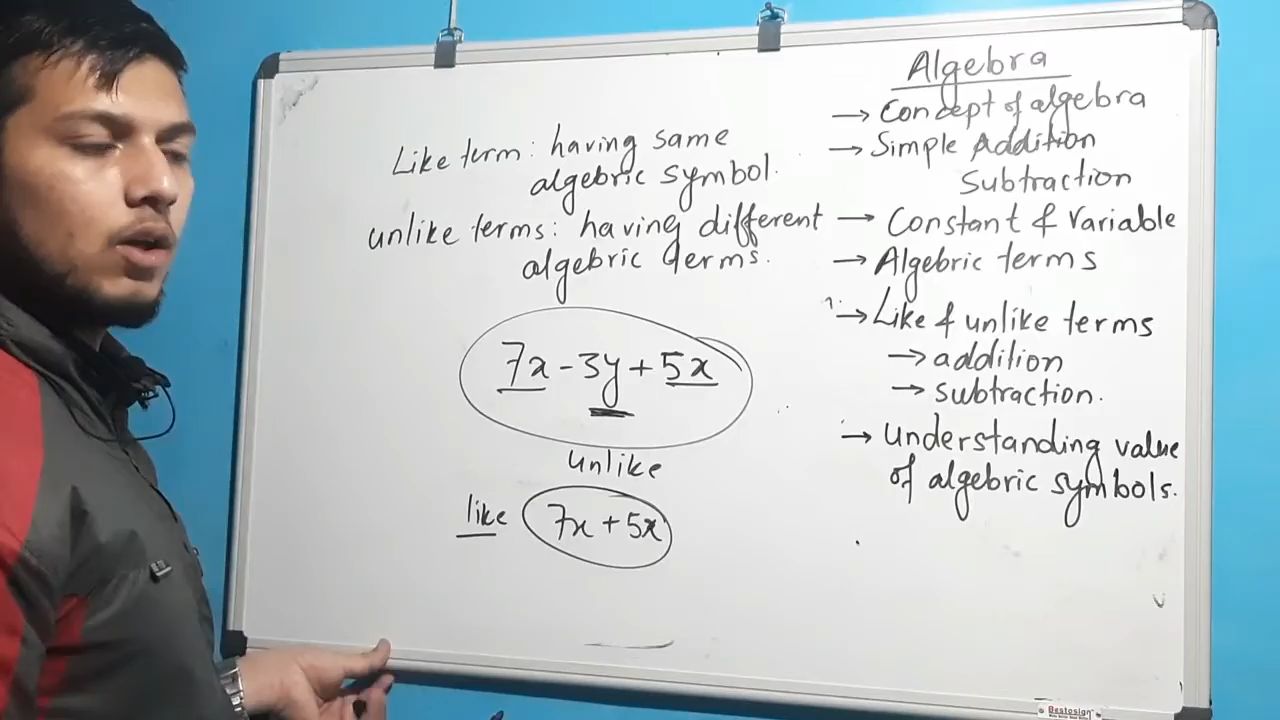 Like term: having same
algebric symbol.
unlike terms: having different
algebric terms.
7x - 3y + 5x
unlike
like 7x + 5x
Algebra
→ Concept of algebra
→ Simple Addition
Subtraction
→ Constant & Variable
→ Algebric terms
→ Like & unlike terms
→ addition
→ subtraction.
→ Understanding value
of algebric symbols.
Bestosign